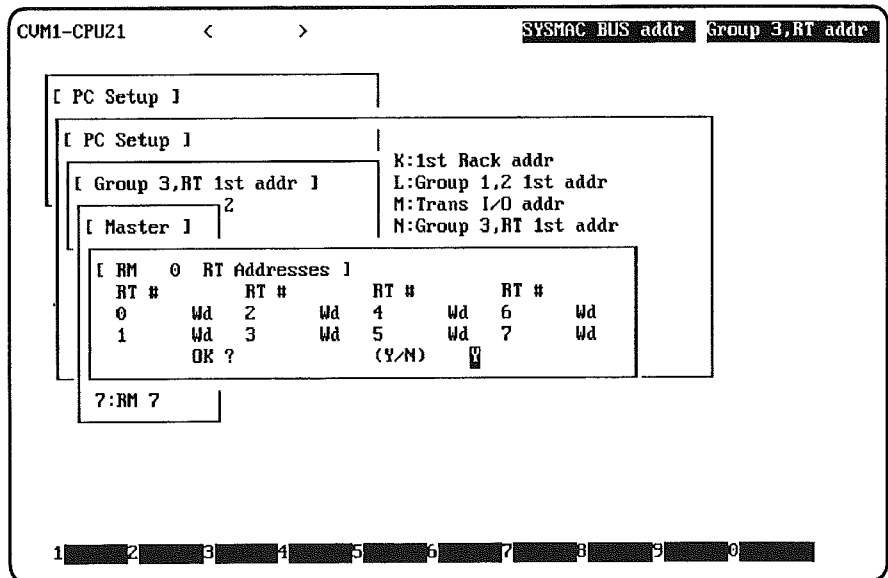 CVM1-CPU21 < > SYSMAC BUS addr Group 3,RT addr
[ PC Setup ]
[ PC Setup ]
K:1st Rack addr
[ Group 3,RT 1st addr ] L:Group 1,2 1st addr
2 M:Trans I/O addr
[ Master ] N:Group 3,RT 1st addr
[ RM 0 RT Addresses ]
RT # RT # RT # RT #
0 Wd 2 Wd 4 Wd 6 Wd
1 Wd 3 Wd 5 Wd 7 Wd
OK ? (Y/N) Y
7:RM 7
1 2 3 4 5 6 7 8 9 0